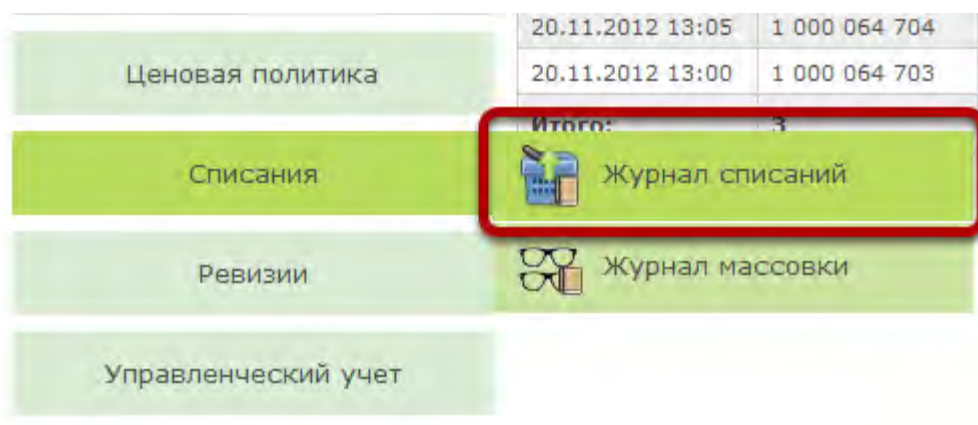 20.11.2012 13:05 1 000 064 704
Ценовая политика 20.11.2012 13:00 1 000 064 703
Итого: 3
Списания Журнал списаний
Ревизии Журнал массовки
Управленческий учет